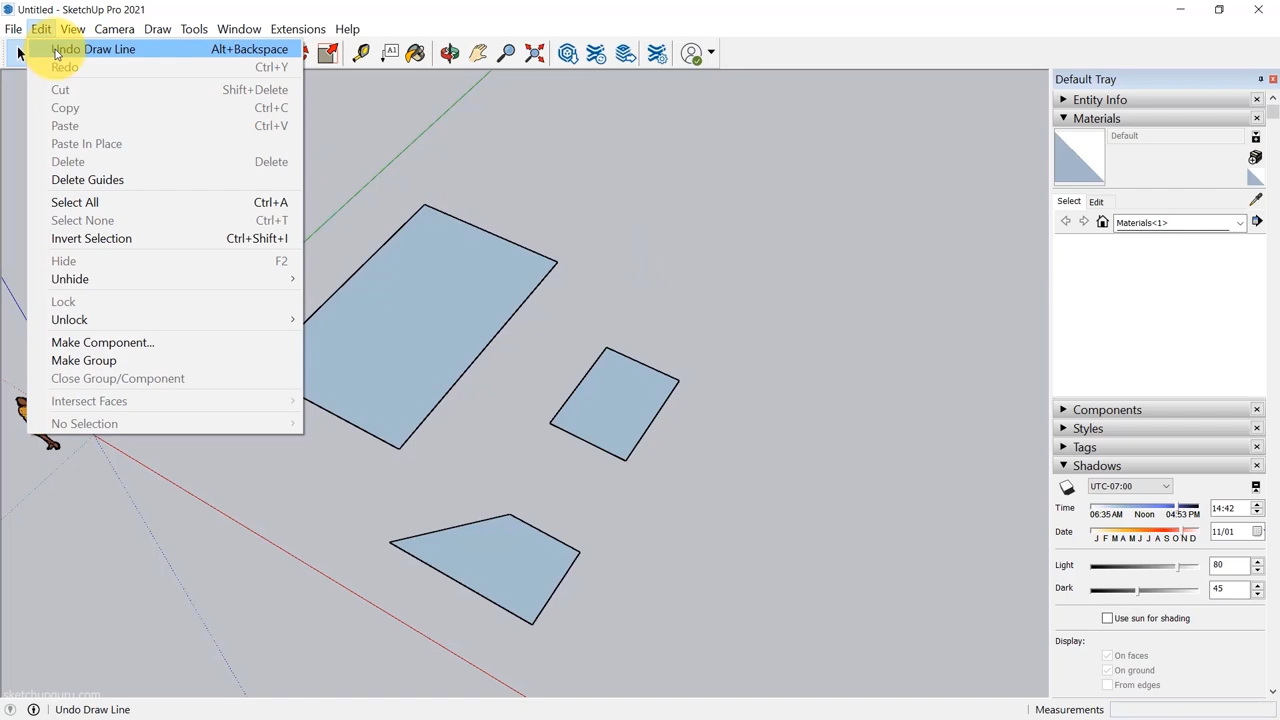 Untitled - SketchUp Pro 2021
File Edit View Camera Draw Tools Window Extensions Help
Undo Draw Line Alt+Backspace
Redo Ctrl+Y
Cut Shift+Delete
Copy Ctrl+C
Paste Ctrl+V
Paste In Place
Delete Delete
Delete Guides
Select All Ctrl+A
Select None Ctrl+T
Invert Selection Ctrl+Shift+I
Hide F2
Unhide
Lock
Unlock
Make Component...
Make Group
Close Group/Component
Intersect Faces
No Selection
Default Tray
Entity Info
Materials
Default
Select Edit
Materials<1>
Components
Styles
Tags
Shadows
UTC-07:00
Time 06:35 AM Noon 04:53 PM 14:42
Date J F M A M J J A S O N D 11/01
Light 80
Dark 45
Use sun for shading
Display:
On faces
On ground
From edges
sketchupguru.com
Undo Draw Line
Measurements